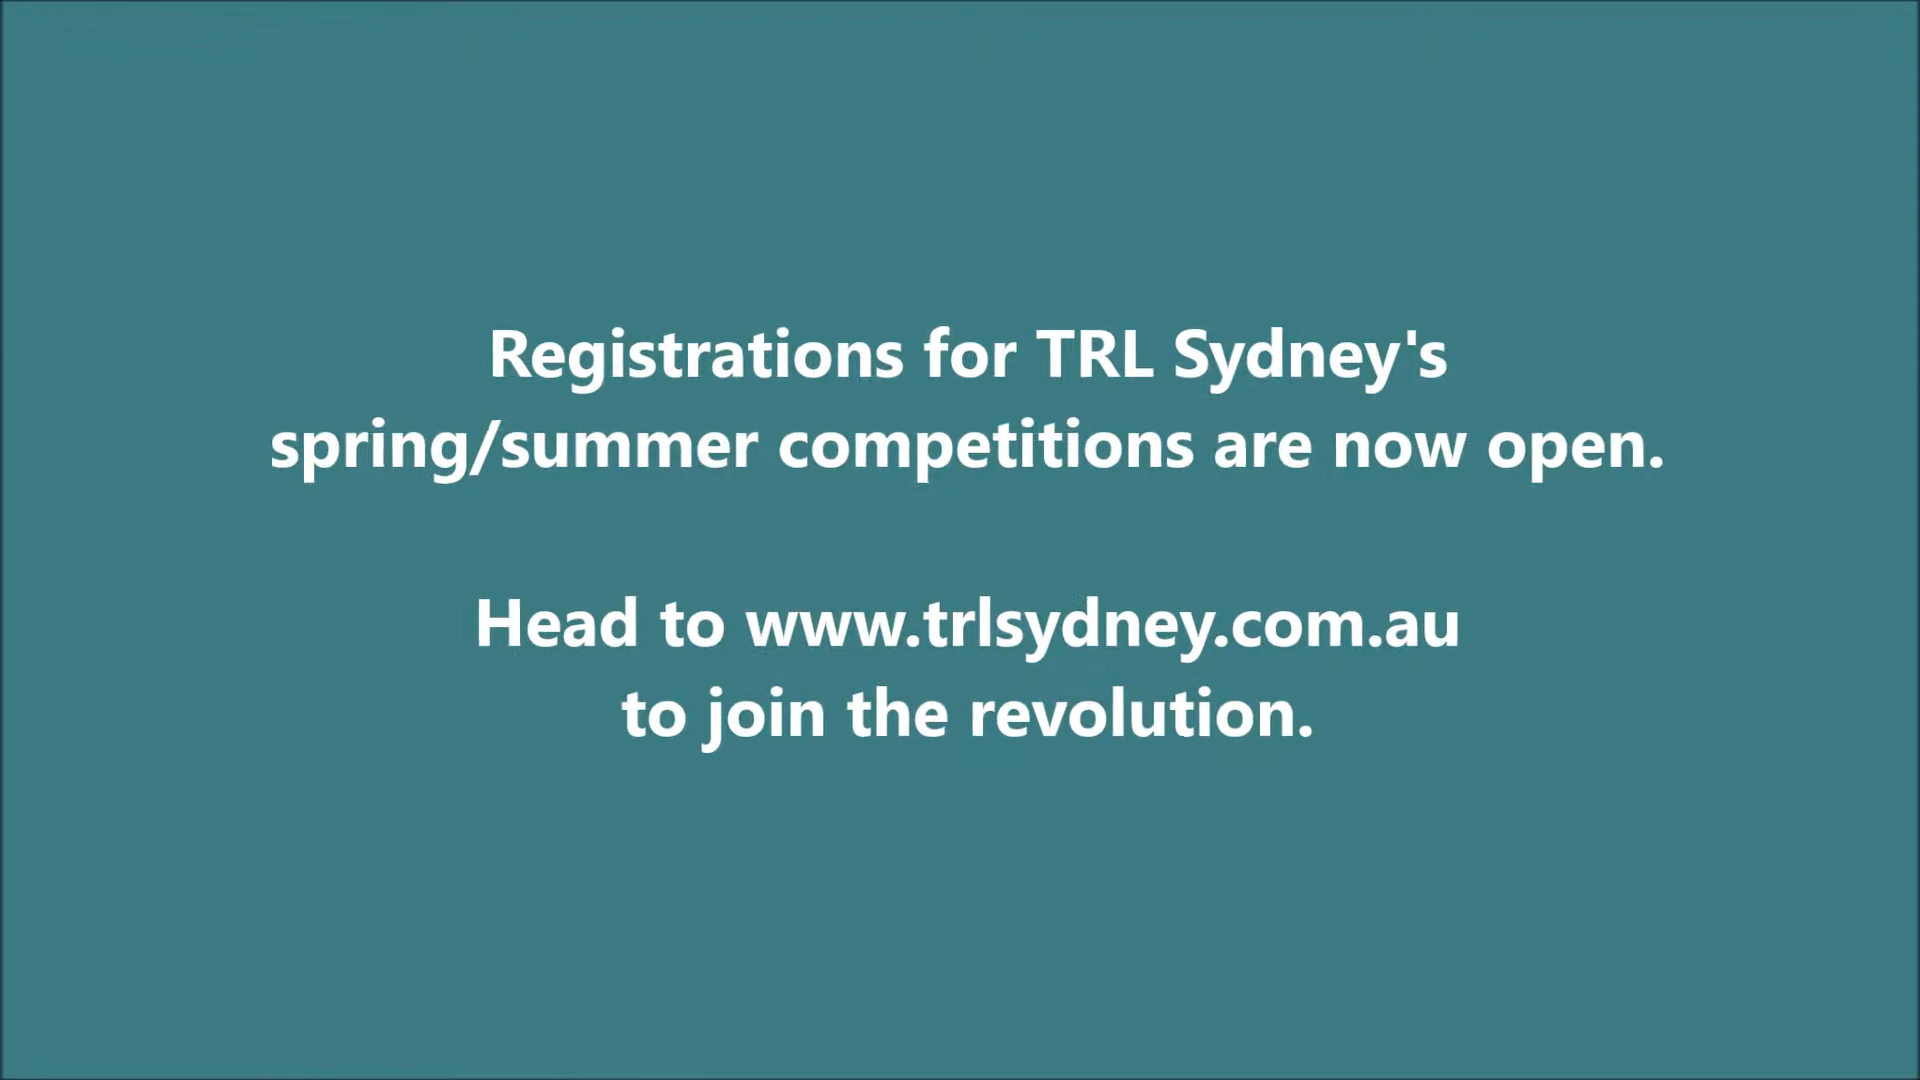 Registrations for TRL Sydney's
spring/summer competitions are now open.
Head to www.trlsydney.com.au
to join the revolution.